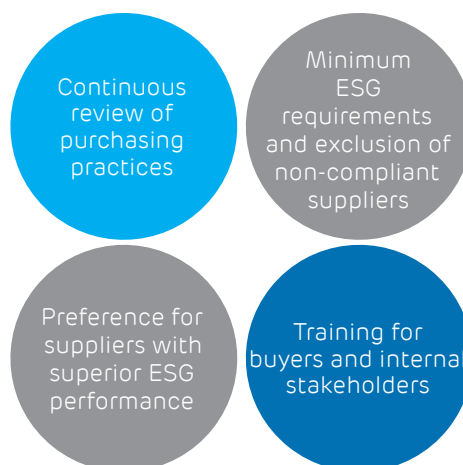 Continuous
review of
purchasing
practices
Minimum
ESG
requirements
and exclusion of
non-compliant
suppliers
Preference for
suppliers with
superior ESG
performance
Training for
buyers and internal
stakeholders